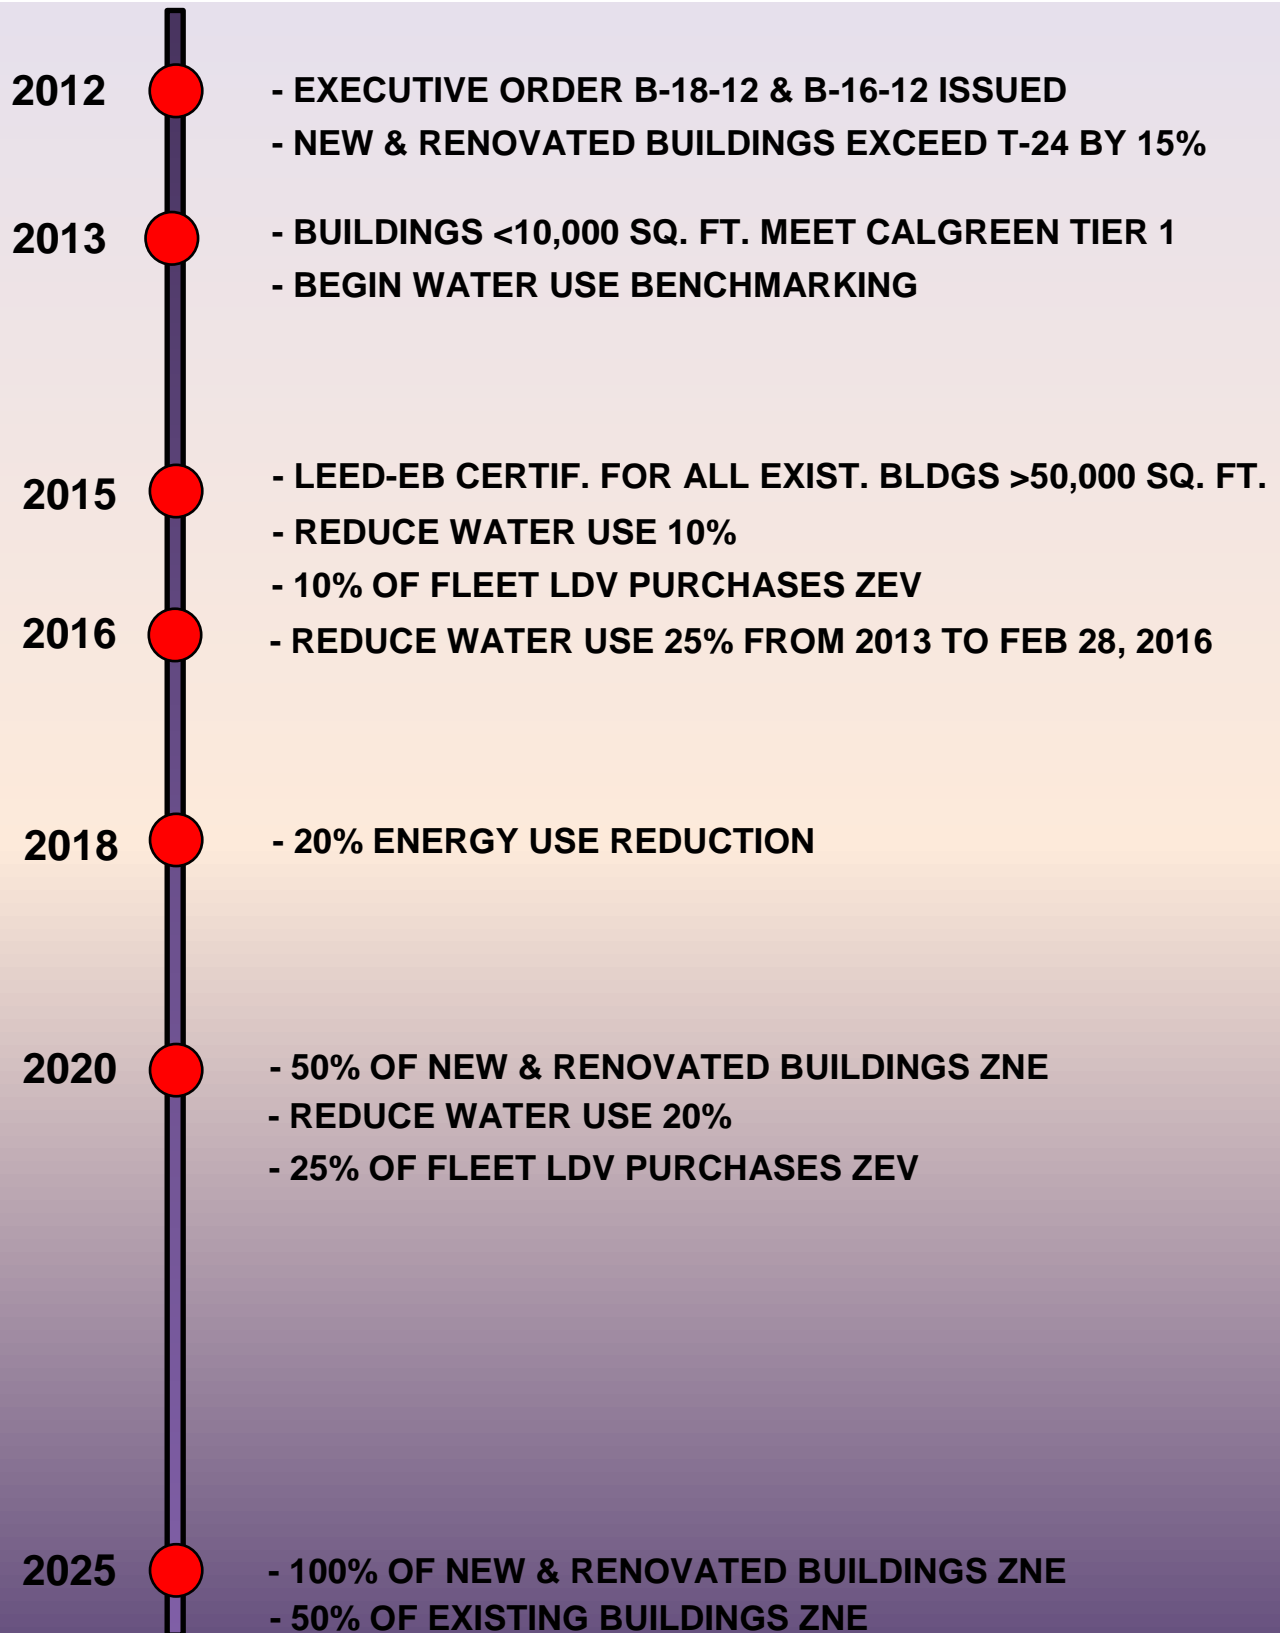 2012
- EXECUTIVE ORDER B-18-12 & B-16-12 ISSUED
- NEW & RENOVATED BUILDINGS EXCEED T-24 BY 15%
2013
- BUILDINGS <10,000 SQ. FT. MEET CALGREEN TIER 1
- BEGIN WATER USE BENCHMARKING
2015
- LEED-EB CERTIF. FOR ALL EXIST. BLDGS >50,000 SQ. FT.
- REDUCE WATER USE 10%
- 10% OF FLEET LDV PURCHASES ZEV
2016
- REDUCE WATER USE 25% FROM 2013 TO FEB 28, 2016
2018
- 20% ENERGY USE REDUCTION
2020
- 50% OF NEW & RENOVATED BUILDINGS ZNE
- REDUCE WATER USE 20%
- 25% OF FLEET LDV PURCHASES ZEV
2025
- 100% OF NEW & RENOVATED BUILDINGS ZNE
- 50% OF EXISTING BUILDINGS ZNE